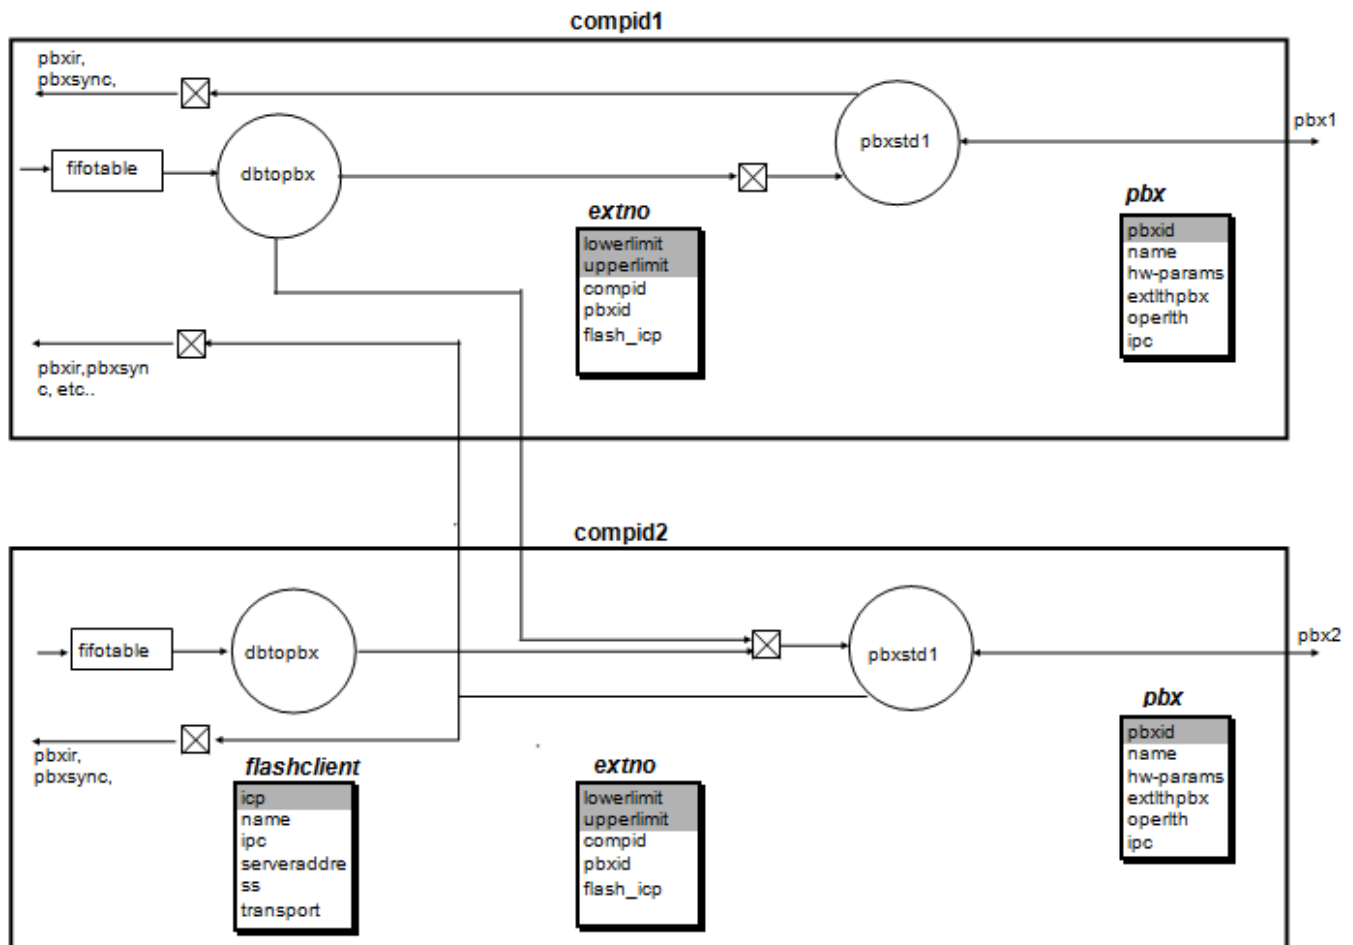 compid1
pbxir,
pbxsync,
pbx1
pbxstd1
fifotable
dbtopbx
extno
lowerlimit
upperlimit
compid
pbxid
flash_icp
pbx
pbxid
name
hw-params
extlthpbx
operlth
ipc
pbxir,pbxsyn
c, etc..
compid2
fifotable
dbtopbx
pbxstd1
pbx2
pbxir,
pbxsync,
flashclient
icp
name
ipc
serveraddre
ss
transport
extno
lowerlimit
upperlimit
compid
pbxid
flash_icp
pbx
pbxid
name
hw-params
extlthpbx
operlth
ipc